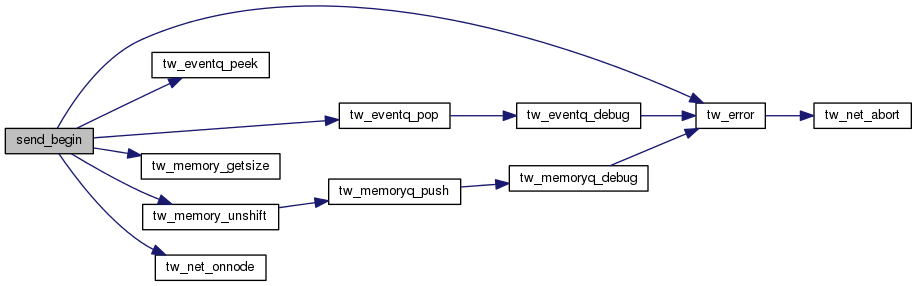 send_begin
tw_eventq_peek
tw_eventq_pop
tw_eventq_debug
tw_error
tw_net_abort
tw_memory_getsize
tw_memory_unshift
tw_memoryq_push
tw_memoryq_debug
tw_net_onnode